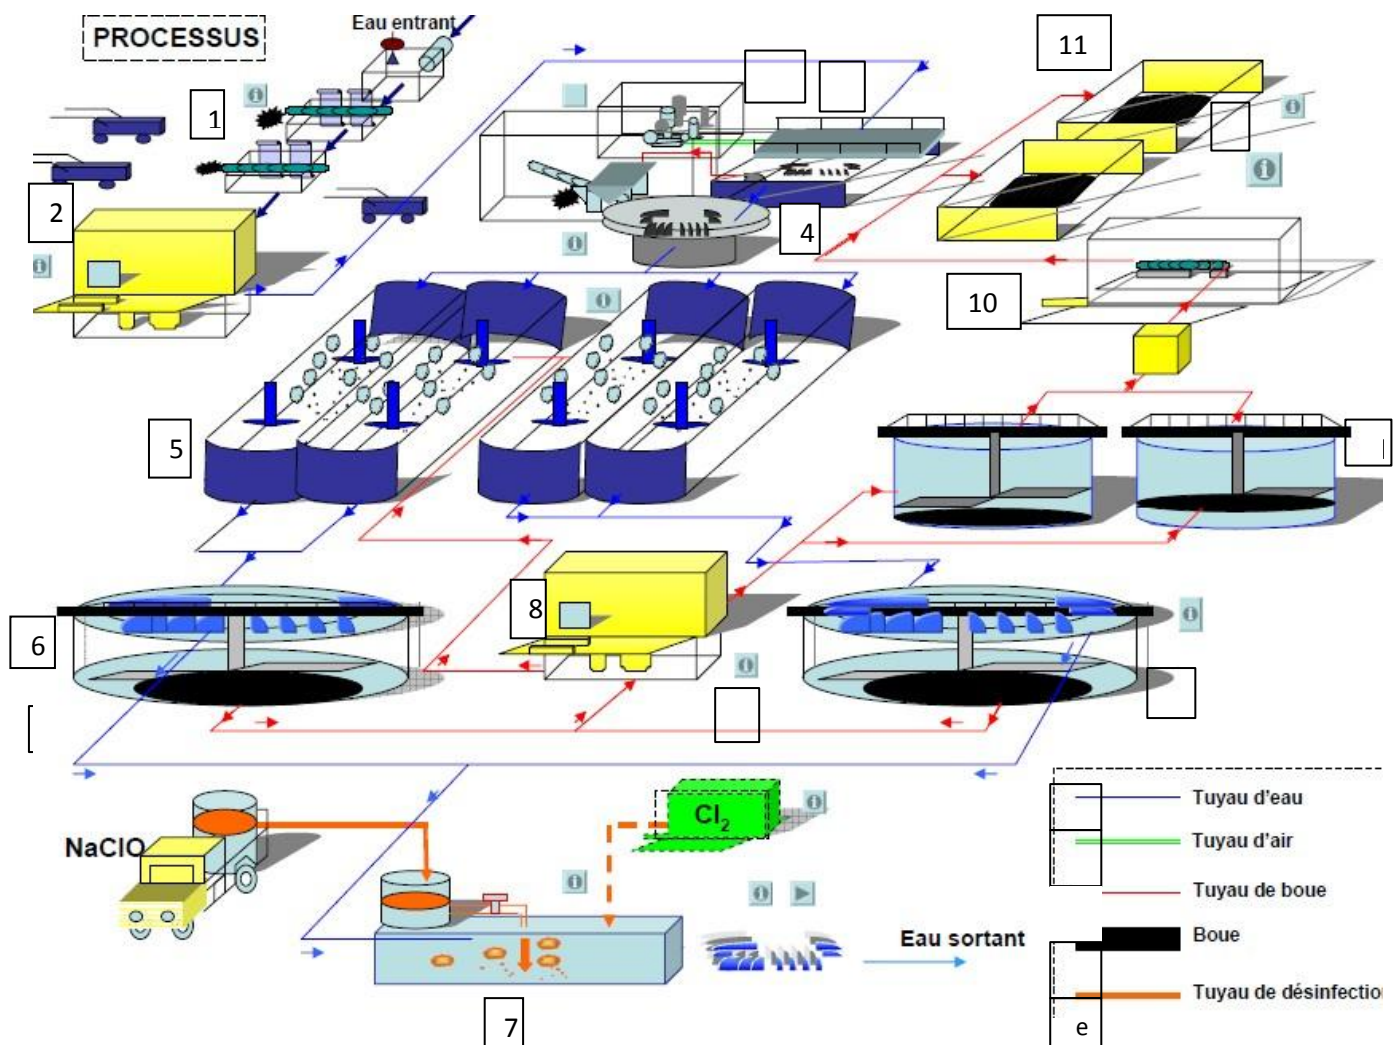 PROCESSUS
Eau entrant
1
2
11
4
10
5
6
8
Cl2
NaClO
7
Eau sortant
Tuyau d'eau
Tuyau d'air
Tuyau de boue
Boue
Tuyau de désinfectio
e